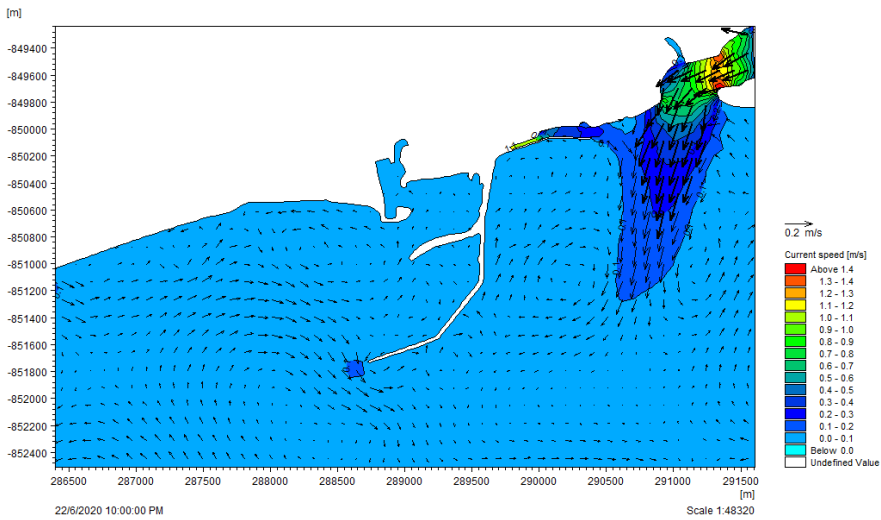 [m]
-849400
-849600
-849800
-850000
-850200
-850400
-850600
-850800
-851000
-851200
-851400
-851600
-851800
-852000
-852200
-852400
286500 287000 287500 288000 288500 289000 289500 290000 290500 291000 291500
[m]
22/6/2020 10:00:00 PM
Scale 1:48320
0.2 m/s
Current speed [m/s]
Above 1.4
1.3 - 1.4
1.2 - 1.3
1.1 - 1.2
1.0 - 1.1
0.9 - 1.0
0.8 - 0.9
0.7 - 0.8
0.6 - 0.7
0.5 - 0.6
0.4 - 0.5
0.3 - 0.4
0.2 - 0.3
0.1 - 0.2
0.0 - 0.1
Below 0.0
Undefined Value